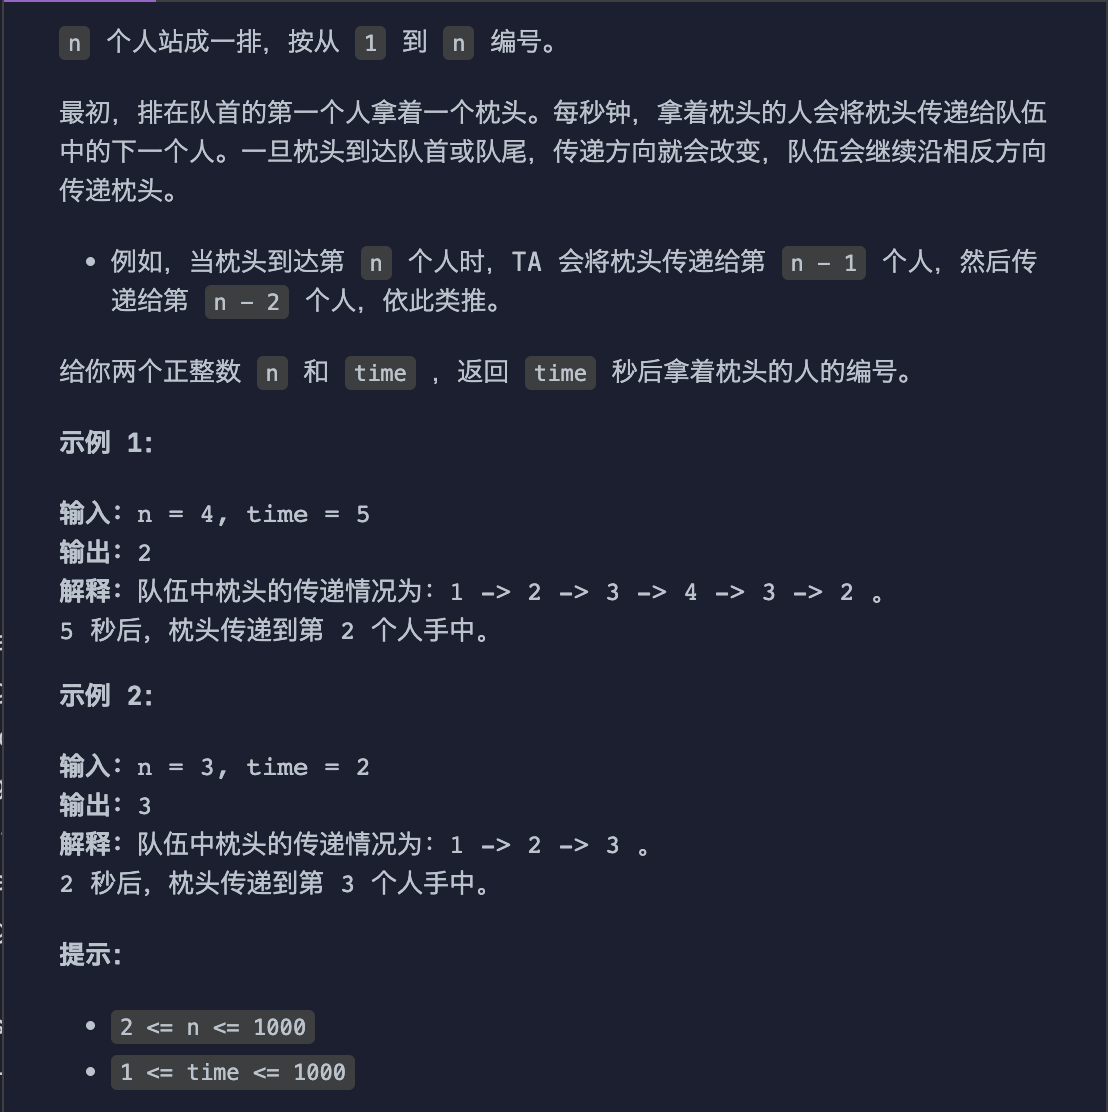 n 个人站成一排，按从 1 到 n 编号。
最初，排在队首的第一个人拿着一个枕头。每秒钟，拿着枕头的人会将枕头传递给队伍
中的下一个人。一旦枕头到达队首或队尾，传递方向就会改变，队伍会继续沿相反方向
传递枕头。
• 例如，当枕头到达第 n 个人时，TA 会将枕头传递给第 n - 1 个人，然后传
递给第 n - 2 个人，依此类推。
给你两个正整数 n 和 time ，返回 time 秒后拿着枕头的人的编号。
示例 1：
输入：n = 4, time = 5
输出：2
解释：队伍中枕头的传递情况为：1 -> 2 -> 3 -> 4 -> 3 -> 2 。
5 秒后，枕头传递到第 2 个人手中。
示例 2：
输入：n = 3, time = 2
输出：3
解释：队伍中枕头的传递情况为：1 -> 2 -> 3 。
2 秒后，枕头传递到第 3 个人手中。
提示：
• 2 <= n <= 1000
• 1 <= time <= 1000